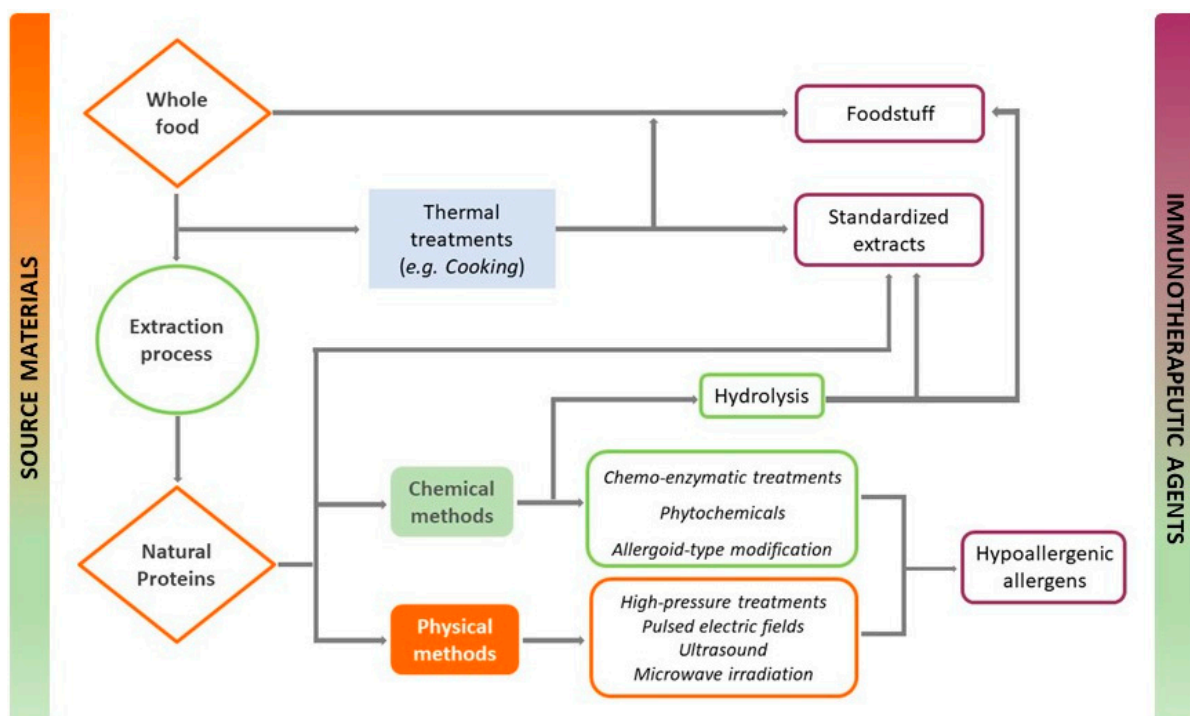 SOURCE MATERIALS
Whole
food
Foodstuff
Thermal
treatments
(e.g. Cooking)
Standardized
extracts
Extraction
process
Hydrolysis
Chemical
methods
Chemo-enzymatic treatments
Phytochemicals
Allergoid-type modification
Natural
Proteins
Hypoallergenic
allergens
Physical
methods
High-pressure treatments
Pulsed electric fields
Ultrasound
Microwave irradiation
IMMUNOTHERAPEUTIC AGENTS